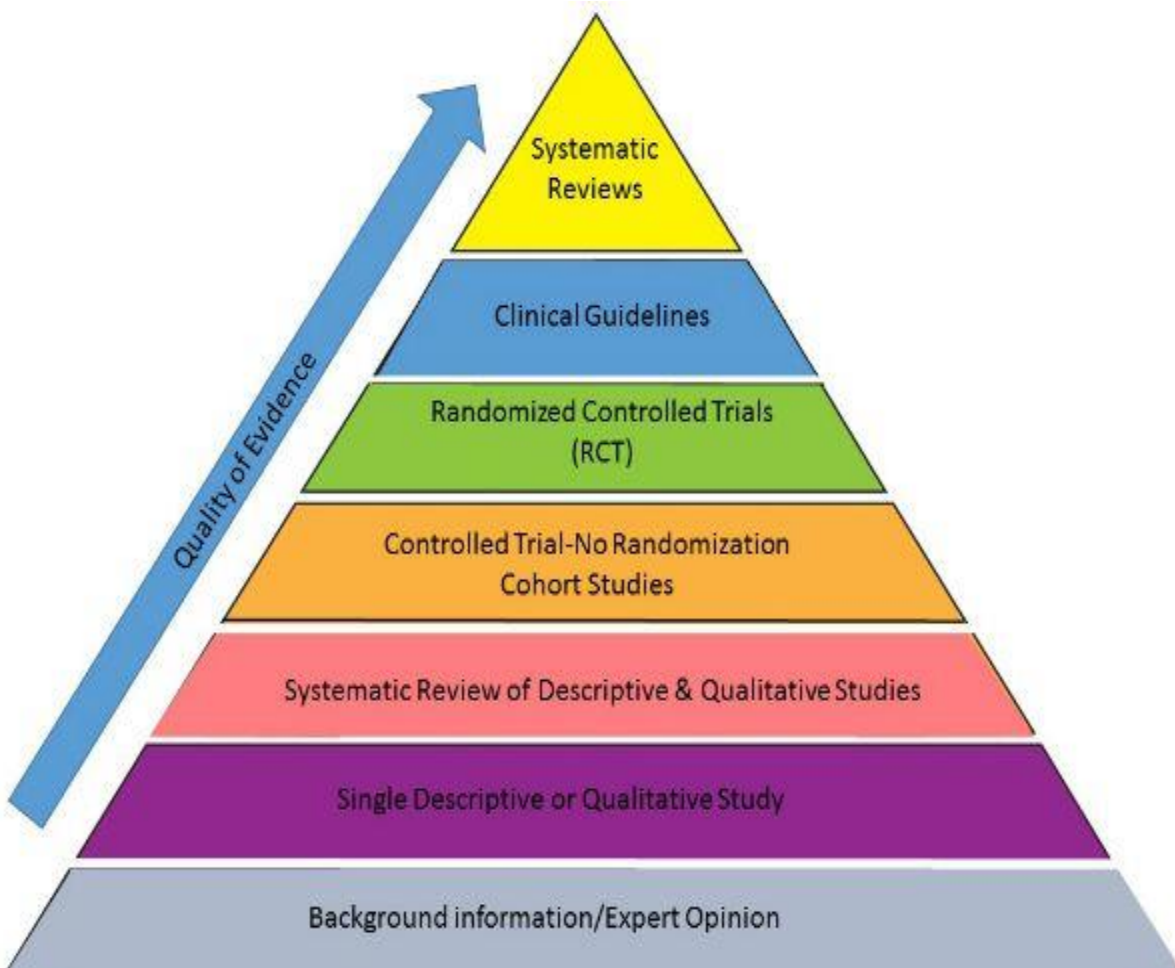 Systematic
Reviews
Clinical Guidelines
Randomized Controlled Trials
(RCT)
Quality of Evidence
Controlled Trial-No Randomization
Cohort Studies
Systematic Review of Descriptive & Qualitative Studies
Single Descriptive or Qualitative Study
Background information/Expert Opinion